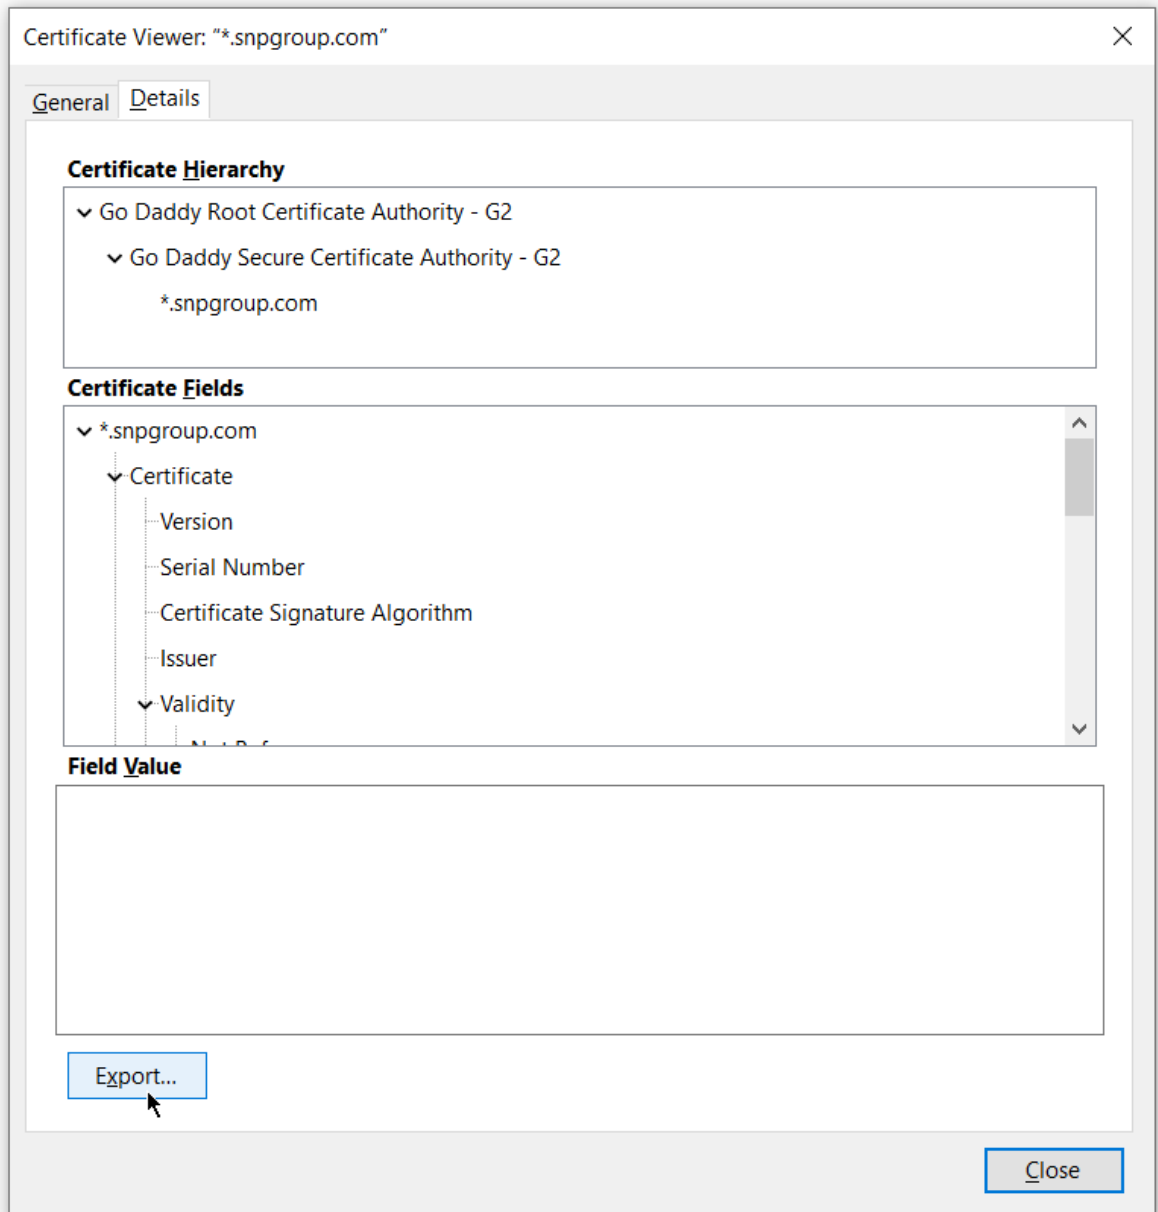 Certificate Viewer: “*.snpgroup.com”
General Details
Certificate Hierarchy
Go Daddy Root Certificate Authority - G2
Go Daddy Secure Certificate Authority - G2
*.snpgroup.com
Certificate Fields
*.snpgroup.com
Certificate
Version
Serial Number
Certificate Signature Algorithm
Issuer
Validity
Field Value
Export...
Close